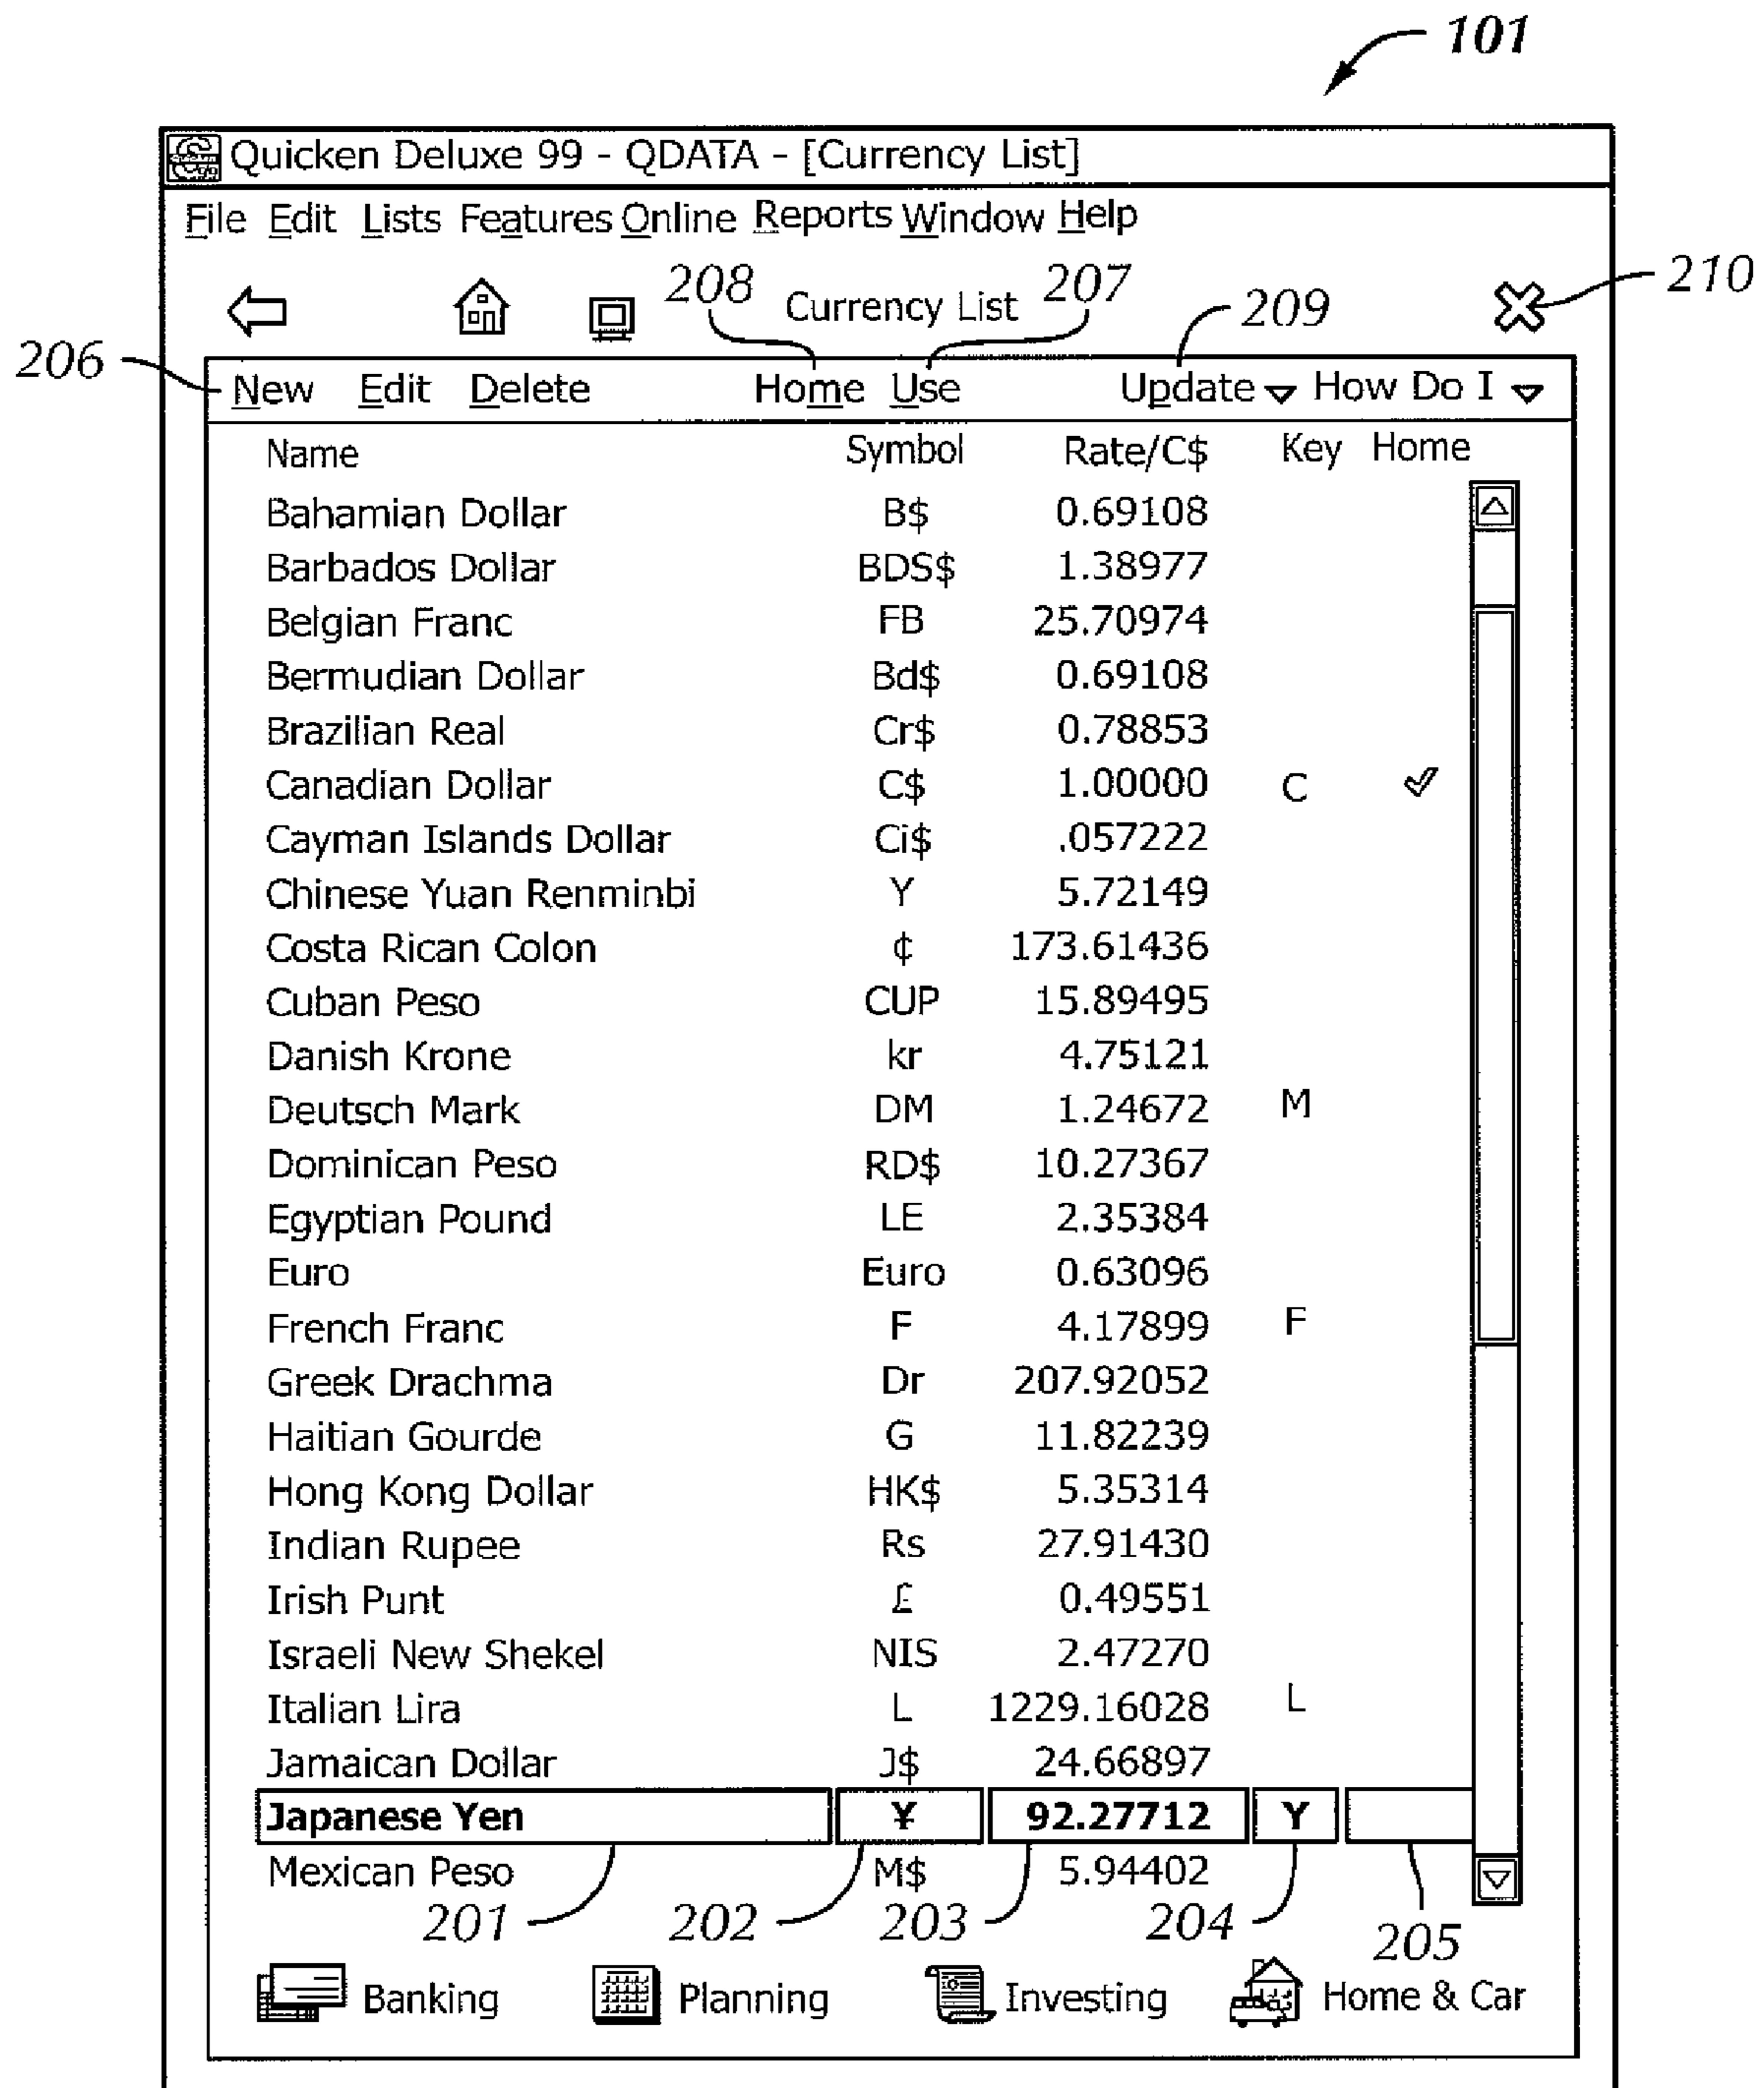 101
Quicken Deluxe 99 - QDATA - [Currency List]
File Edit Lists Features Online Reports Window Help
208 Currency List 207 209 210
206 New Edit Delete Home Use Update How Do I
Name Symbol Rate/C$ Key Home
Bahamian Dollar B$ 0.69108
Barbados Dollar BDS$ 1.38977
Belgian Franc FB 25.70974
Bermudian Dollar Bd$ 0.69108
Brazilian Real Cr$ 0.78853
Canadian Dollar C$ 1.00000 C
Cayman Islands Dollar Ci$ .057222
Chinese Yuan Renminbi Y 5.72149
Costa Rican Colon ¢ 173.61436
Cuban Peso CUP 15.89495
Danish Krone kr 4.75121
Deutsch Mark DM 1.24672 M
Dominican Peso RD$ 10.27367
Egyptian Pound LE 2.35384
Euro Euro 0.63096
French Franc F 4.17899 F
Greek Drachma Dr 207.92052
Haitian Gourde G 11.82239
Hong Kong Dollar HK$ 5.35314
Indian Rupee Rs 27.91430
Irish Punt £ 0.49551
Israeli New Shekel NIS 2.47270
Italian Lira L 1229.16028 L
Jamaican Dollar J$ 24.66897
Japanese Yen ¥ 92.27712 Y
Mexican Peso M$ 5.94402
201 202 203 204 205
Banking Planning Investing Home & Car